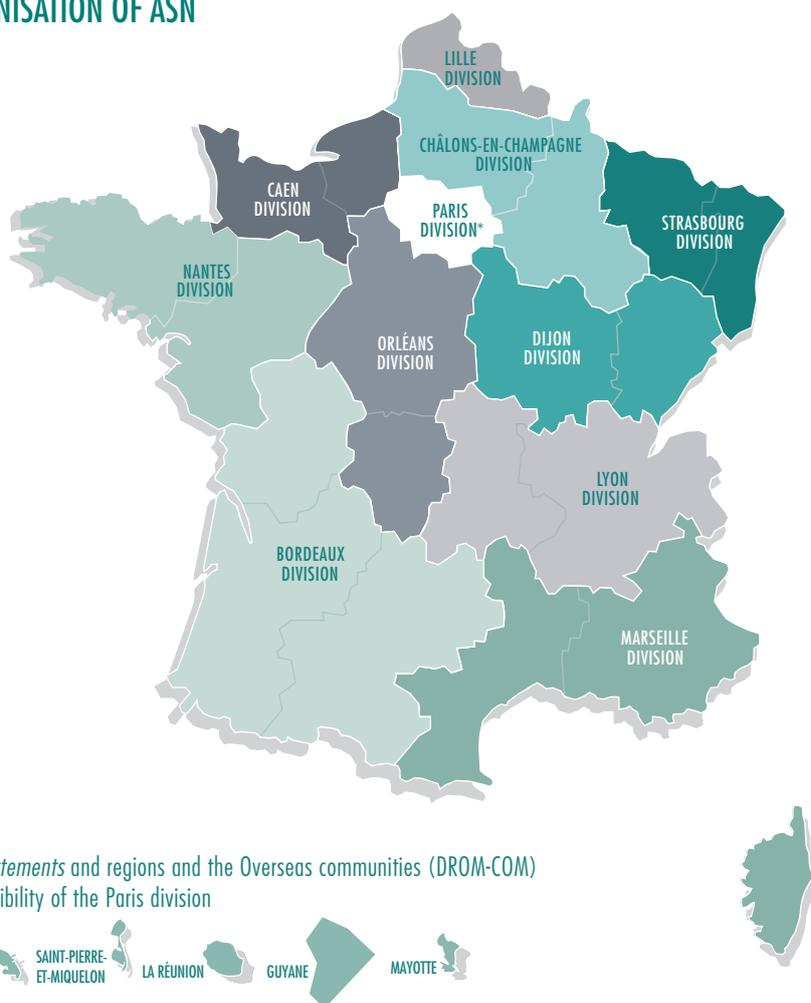 NISATION OF ASN
LILLE
DIVISION
CHÂLONS-EN-CHAMPAGNE
DIVISION
CAEN
DIVISION
PARIS
DIVISION*
STRASBOURG
DIVISION
NANTES
DIVISION
ORLÉANS
DIVISION
DIJON
DIVISION
LYON
DIVISION
BORDEAUX
DIVISION
MARSEILLE
DIVISION
tements and regions and the Overseas communities (DROM-COM)
ibility of the Paris division
SAINT-PIERRE-
ET-MIQUELON
LA RÉUNION
GUYANE
MAYOTTE